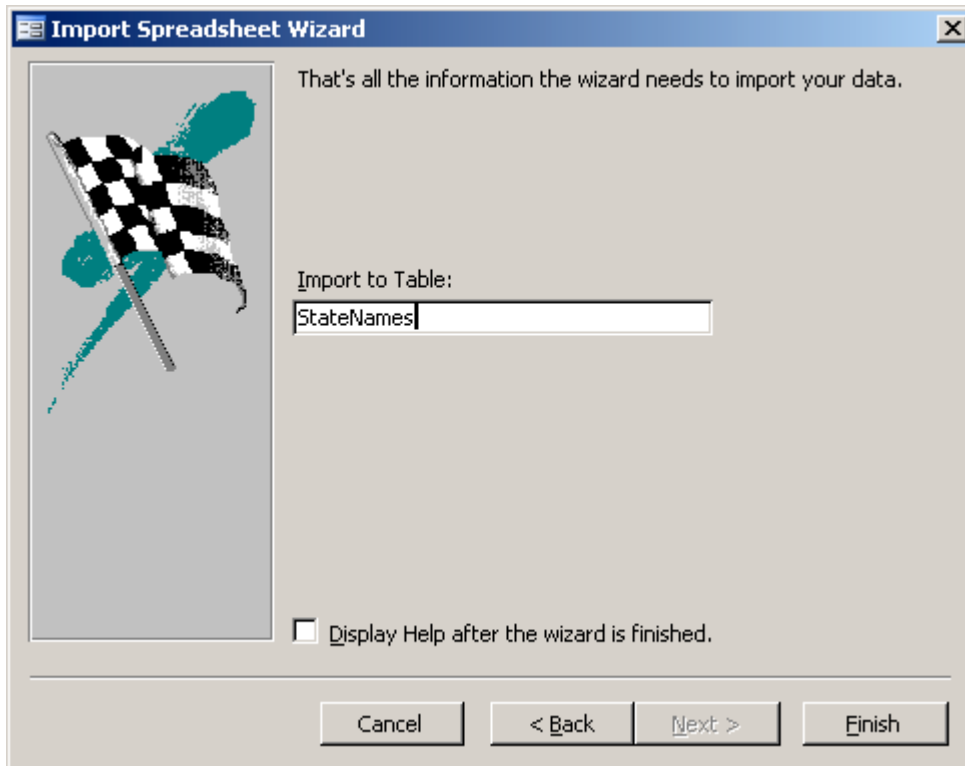 Import Spreadsheet Wizard
That's all the information the wizard needs to import your data.
Import to Table:
StateNames
Display Help after the wizard is finished.
Cancel
< Back
Next >
Finish